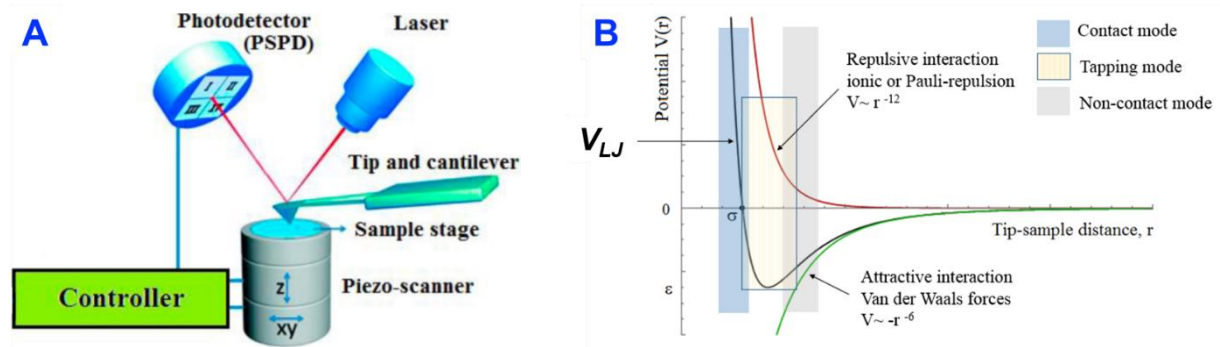 A
Photodetector
(PSPD)
Laser
I II
III IV
Tip and cantilever
Sample stage
Piezo-scanner
Controller
z
xy
B
Potential V(r)
V_LJ
Repulsive interaction
ionic or Pauli-repulsion
V~ r -12
Contact mode
Tapping mode
Non-contact mode
0
σ
Tip-sample distance, r
ε
Attractive interaction
Van der Waals forces
V~ -r -6